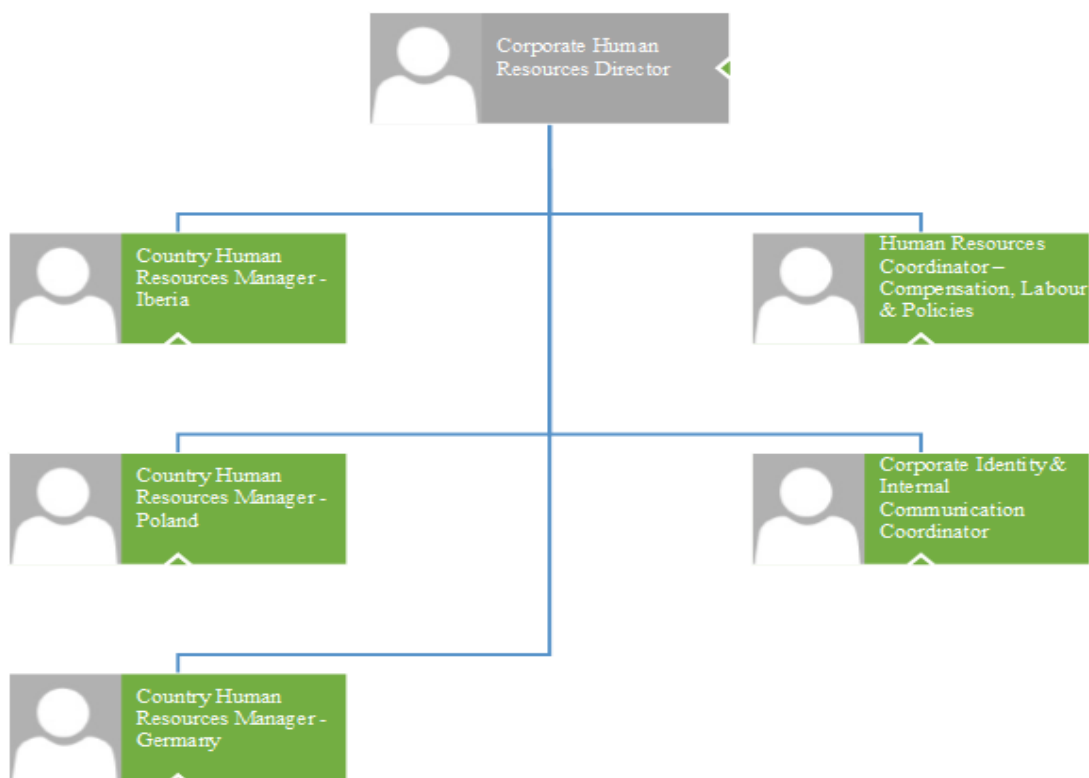 Corporate Human
Resources Director
Country Human
Resources Manager -
Iberia
Human Resources
Coordinator –
Compensation, Labour
& Policies
Country Human
Resources Manager -
Poland
Corporate Identity &
Internal
Communication
Coordinator
Country Human
Resources Manager -
Germany